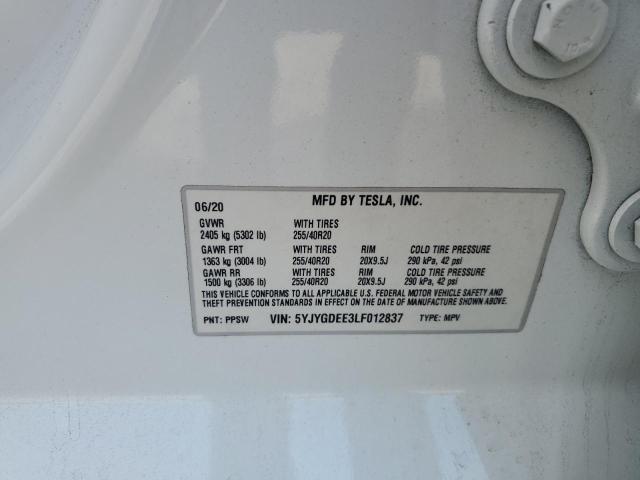 06/20 MFD BY TESLA, INC.
GVWR WITH TIRES
2405 kg (5302 lb) 255/40R20
GAWR FRT WITH TIRES RIM COLD TIRE PRESSURE
1363 kg (3004 lb) 255/40R20 20X9.5J 290 kPa, 42 psi
GAWR RR WITH TIRES RIM COLD TIRE PRESSURE
1500 kg (3306 lb) 255/40R20 20X9.5J 290 kPa, 42 psi
THIS VEHICLE CONFORMS TO ALL APPLICABLE U.S. FEDERAL MOTOR VEHICLE SAFETY AND
THEFT PREVENTION STANDARDS IN EFFECT ON THE DATE OF MANUFACTURE SHOWN ABOVE.
PNT: PPSW VIN: 5YJYGDEE3LF012837 TYPE: MPV